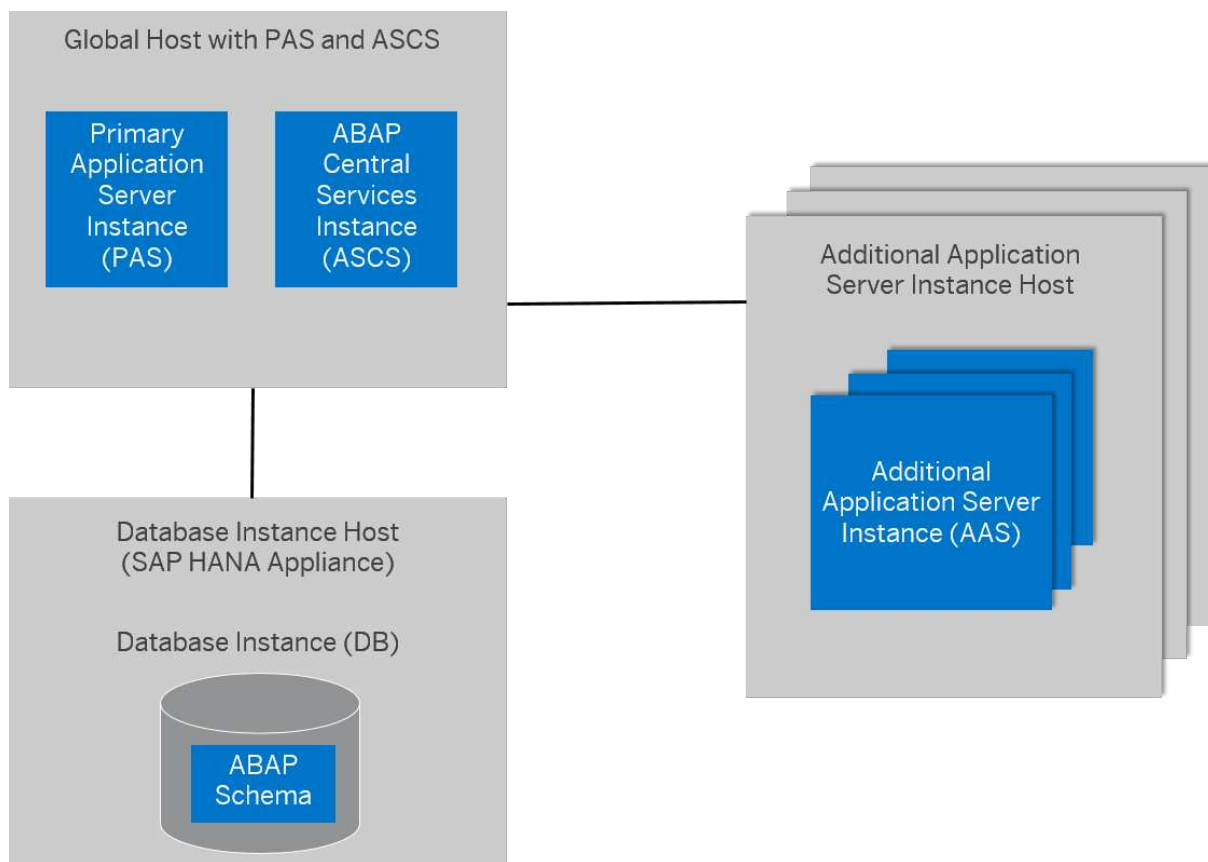 Global Host with PAS and ASCS
Primary
Application
Server
Instance
(PAS)
ABAP
Central
Services
Instance
(ASCS)
Additional Application
Server Instance Host
Additional
Application Server
Instance (AAS)
Database Instance Host
(SAP HANA Appliance)
Database Instance (DB)
ABAP
Schema